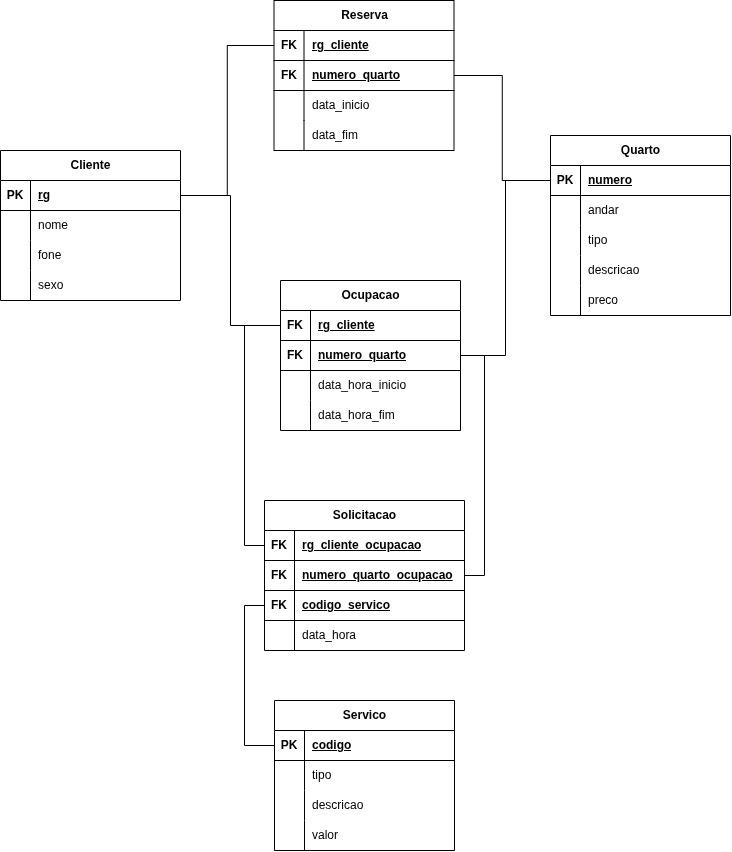 Reserva
FK rg_cliente
FK numero_quarto
data_inicio
data_fim
Cliente
PK rg
nome
fone
sexo
Quarto
PK numero
andar
tipo
descricao
preco
Ocupacao
FK rg_cliente
FK numero_quarto
data_hora_inicio
data_hora_fim
Solicitacao
FK rg_cliente_ocupacao
FK numero_quarto_ocupacao
FK codigo_servico
data_hora
Servico
PK codigo
tipo
descricao
valor